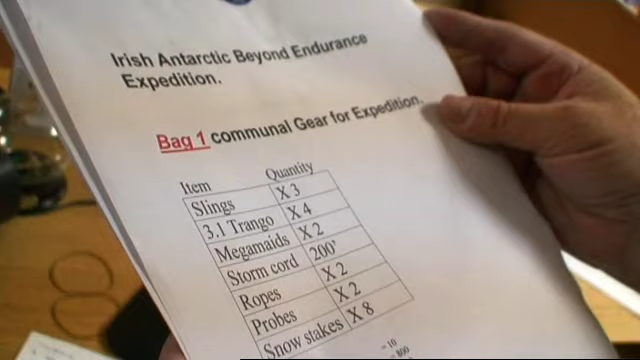 Irish Antarctic Beyond Endurance
Expedition.
Bag 1 communal Gear for Expedition.
Item Quantity
Slings X 3
3.1 Trango X 4
Megamaids X 2
Storm cord 200'
Ropes X 2
Probes X 2
Snow stakes X 8